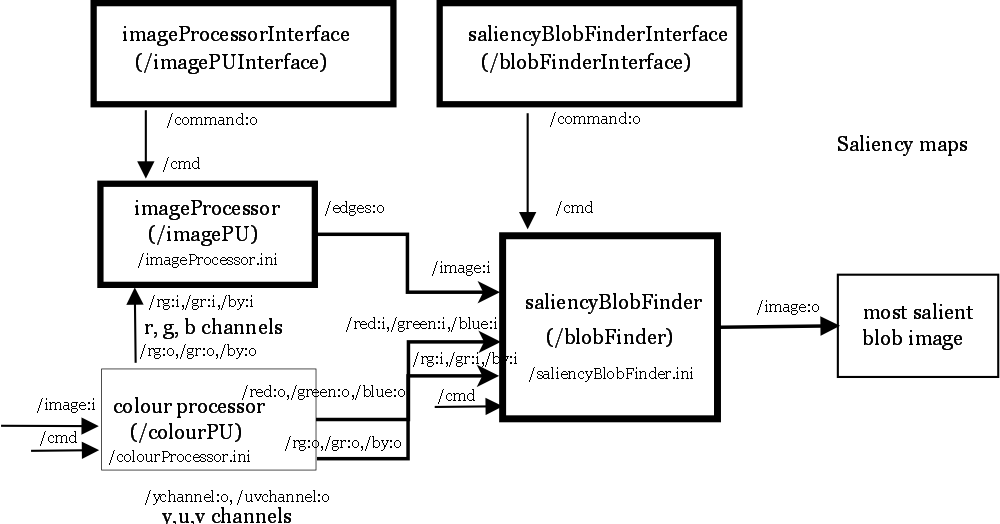 imageProcessorInterface
(/imagePUInterface)
saliencyBlobFinderInterface
(/blobFinderInterface)
/command:o
/command:o
Saliency maps
/cmd
/cmd
imageProcessor
(/imagePU)
/imageProcessor.ini
/edges:o
/image:i
/rg:i,/gr:i,/by:i
r, g, b channels
/rg:o,/gr:o,/by:o
/red:i,/green:i,/blue:i
/rg:i,/gr:i,/by:i
saliencyBlobFinder
(/blobFinder)
/saliencyBlobFinder.ini
/image:o
most salient
blob image
/red:o,/green:o,/blue:o
/cmd
/image:i
/cmd
colour processor
(/colourPU)
/colourProcessor.ini
/rg:o,/gr:o,/by:o
/ychannel:o, /uvchannel:o
y,u,v channels